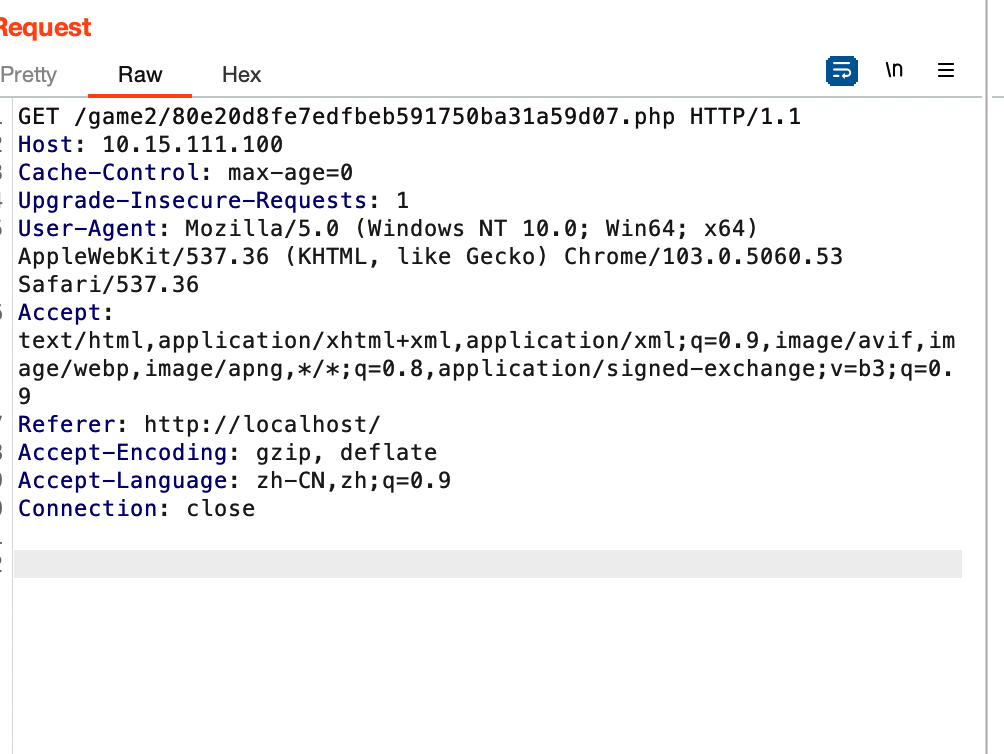 Request
Pretty Raw Hex \n
GET /game2/80e20d8fe7edfbeb591750ba31a59d07.php HTTP/1.1
Host: 10.15.111.100
Cache-Control: max-age=0
Upgrade-Insecure-Requests: 1
User-Agent: Mozilla/5.0 (Windows NT 10.0; Win64; x64)
AppleWebKit/537.36 (KHTML, like Gecko) Chrome/103.0.5060.53
Safari/537.36
Accept:
text/html,application/xhtml+xml,application/xml;q=0.9,image/avif,im
age/webp,image/apng,*/*;q=0.8,application/signed-exchange;v=b3;q=0.
9
Referer: http://localhost/
Accept-Encoding: gzip, deflate
Accept-Language: zh-CN,zh;q=0.9
Connection: close